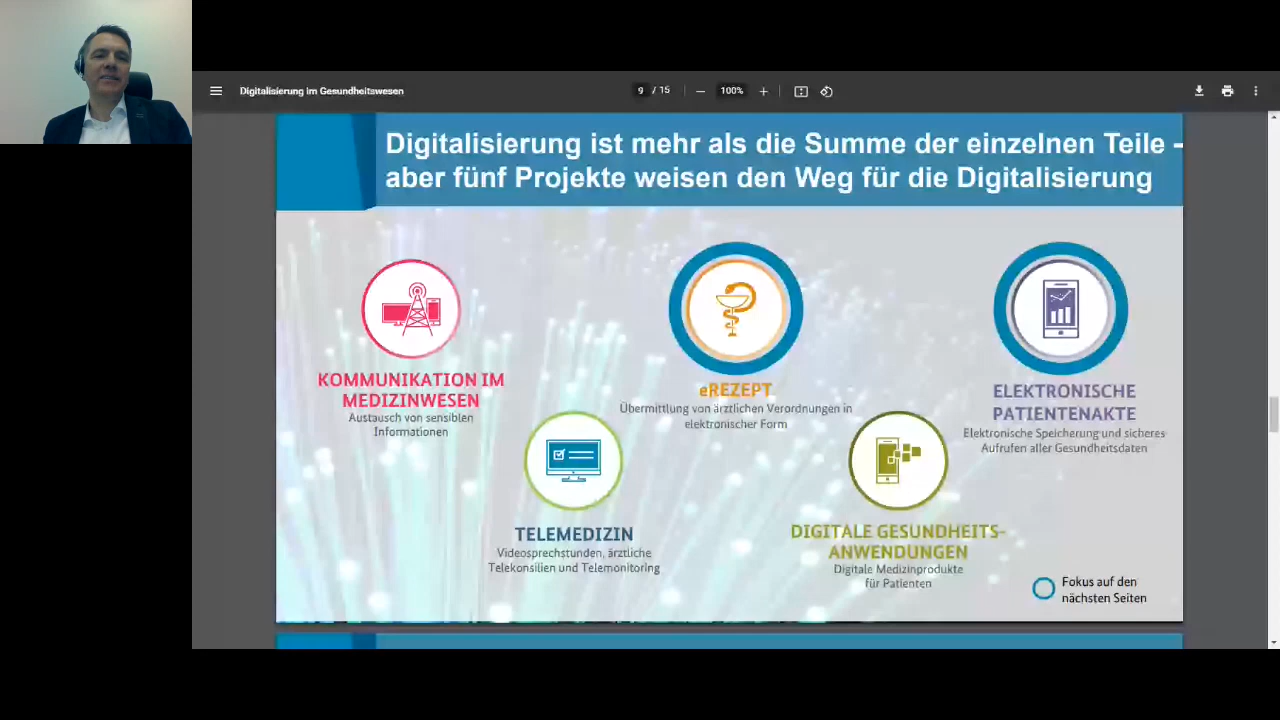 Digitalisierung im Gesundheitswesen
9 / 15
100%
Digitalisierung ist mehr als die Summe der einzelnen Teile -
aber fünf Projekte weisen den Weg für die Digitalisierung
KOMMUNIKATION IM
MEDIZINWESEN
Austausch von sensiblen
Informationen
TELEMEDIZIN
Videosprechstunden, ärztliche
Telekonsilien und Telemonitoring
eREZEPT
Übermittlung von ärztlichen Verordnungen in
elektronischer Form
DIGITALE GESUNDHEITS-
ANWENDUNGEN
Digitale Medizinprodukte
für Patienten
ELEKTRONISCHE
PATIENTENAKTE
Elektronische Speicherung und sicheres
Aufrufen aller Gesundheitsdaten
Fokus auf den
nächsten Seiten